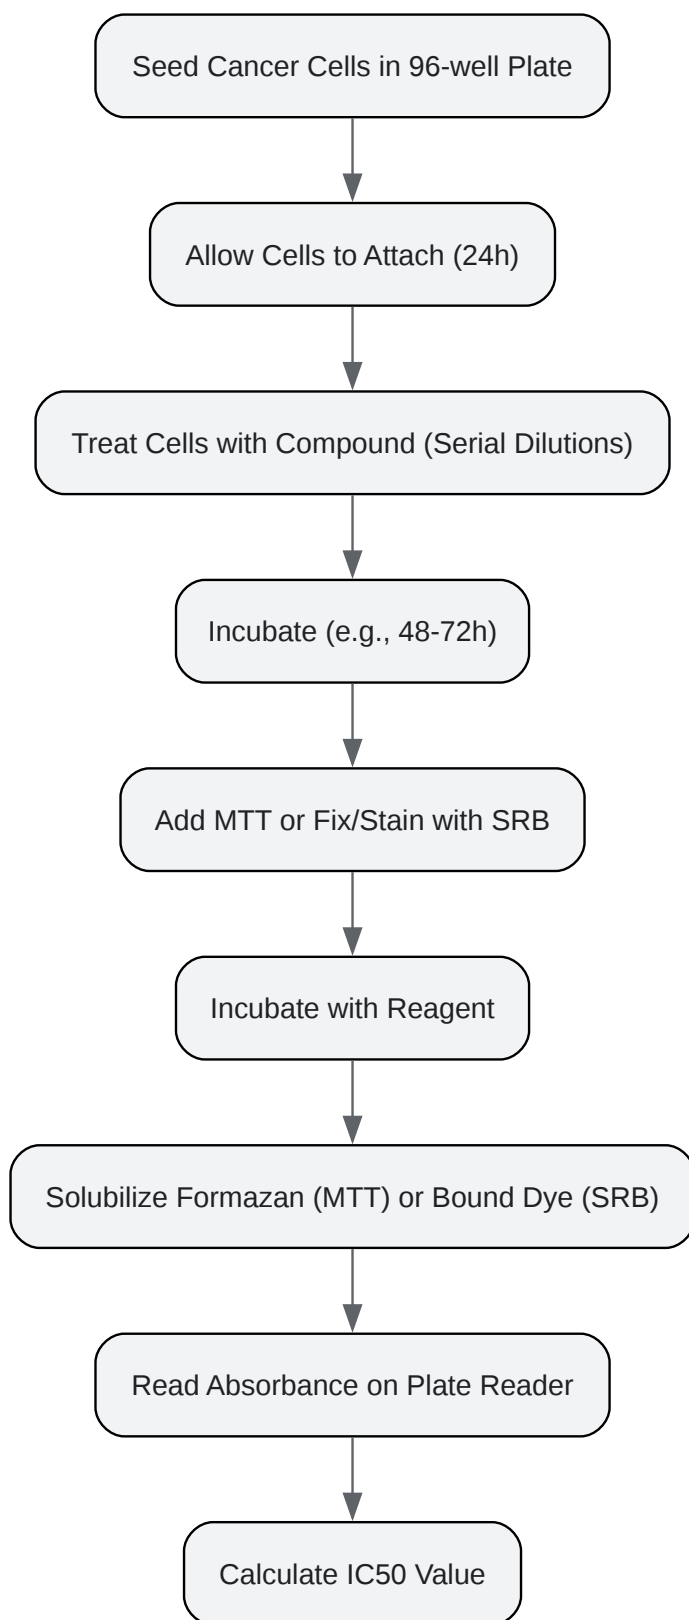 Seed Cancer Cells in 96-well Plate
Allow Cells to Attach (24h)
Treat Cells with Compound (Serial Dilutions)
Incubate (e.g., 48-72h)
Add MTT or Fix/Stain with SRB
Incubate with Reagent
Solubilize Formazan (MTT) or Bound Dye (SRB)
Read Absorbance on Plate Reader
Calculate IC50 Value